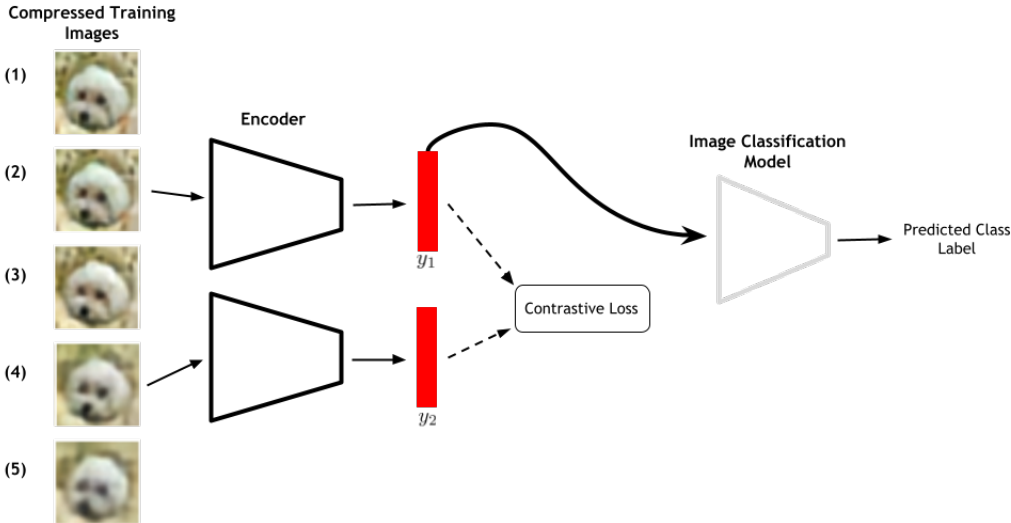 Compressed Training
Images
(1)
(2)
(3)
(4)
(5)
Encoder
y₁
y₂
Contrastive Loss
Image Classification
Model
Predicted Class
Label